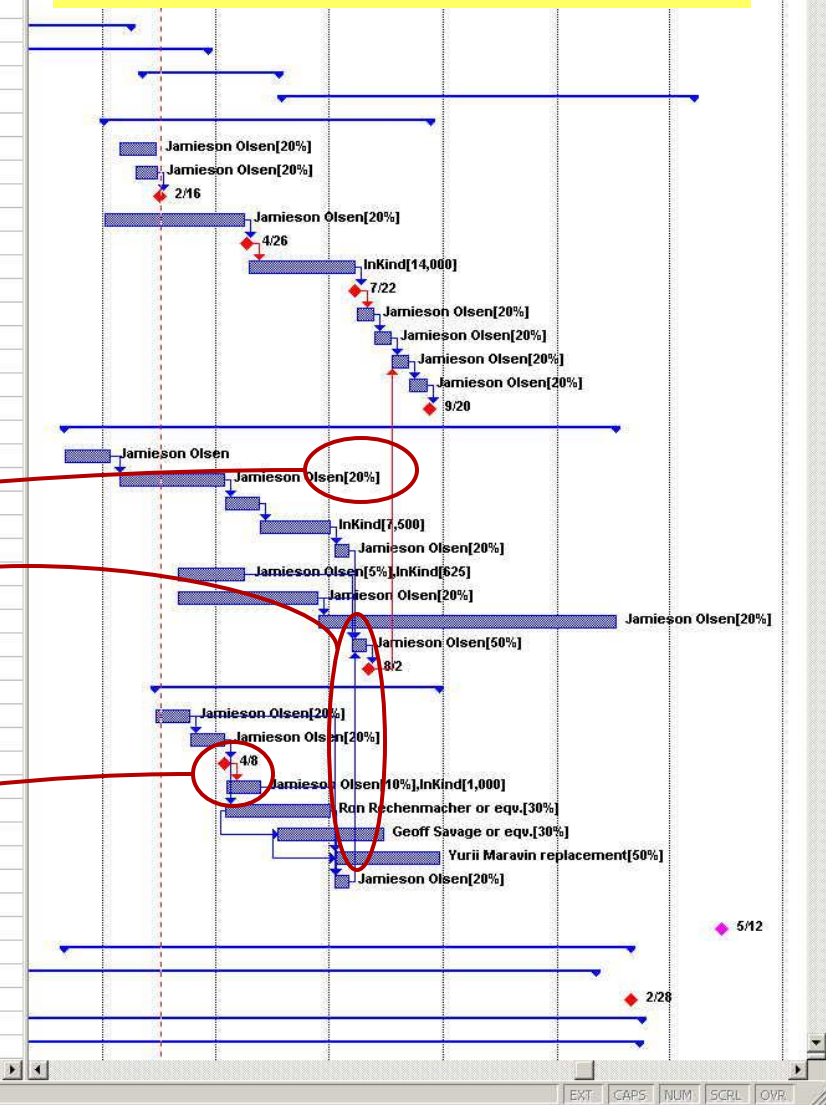 Jamieson Olsen[20%]
Jamieson Olsen[20%]
2/16
Jamieson Olsen[20%]
4/26
InKind[14,000]
7/22
Jamieson Olsen[20%]
Jamieson Olsen[20%]
Jamieson Olsen[20%]
Jamieson Olsen[20%]
9/20
Jamieson Olsen
Jamieson Olsen[20%]
InKind[7,500]
Jamieson Olsen[20%]
Jamieson Olsen[5%],InKind[625]
Jamieson Olsen[20%]
Jamieson Olsen[20%]
Jamieson Olsen[50%]
8/2
Jamieson Olsen[20%]
Jamieson Olsen[20%]
4/8
Jamieson Olsen[10%],InKind[1,000]
Ron Rechenmacher or eqv.[30%]
Geoff Savage or eqv.[30%]
Yurii Maravin replacement[50%]
Jamieson Olsen[20%]
5/12
2/28
EXT CAPS NUM SCRL OVR